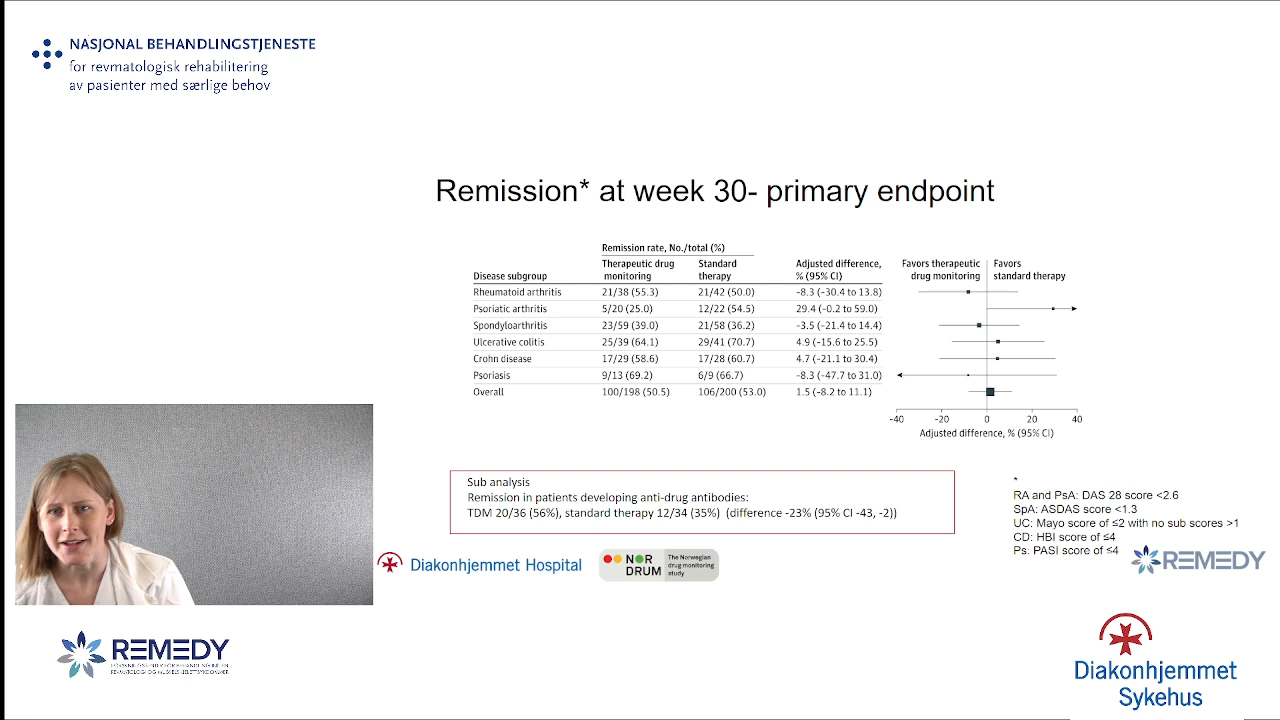 NASJONAL BEHANDLINGSTJENESTE
for revmatologisk rehabilitering
av pasienter med særlige behov
Remission* at week 30- primary endpoint
Remission rate, No./total (%)
Therapeutic drug monitoring Standard therapy Adjusted difference, % (95% CI) Favors therapeutic drug monitoring Favors standard therapy
Disease subgroup
Rheumatoid arthritis 21/38 (55.3) 21/42 (50.0) -8.3 (-30.4 to 13.8)
Psoriatic arthritis 5/20 (25.0) 12/22 (54.5) 29.4 (-0.2 to 59.0)
Spondyloarthritis 23/59 (39.0) 21/58 (36.2) -3.5 (-21.4 to 14.4)
Ulcerative colitis 25/39 (64.1) 29/41 (70.7) 4.9 (-15.6 to 25.5)
Crohn disease 17/29 (58.6) 17/28 (60.7) 4.7 (-21.1 to 30.4)
Psoriasis 9/13 (69.2) 6/9 (66.7) -8.3 (-47.7 to 31.0)
Overall 100/198 (50.5) 106/200 (53.0) 1.5 (-8.2 to 11.1)
-40 -20 0 20 40
Adjusted difference, % (95% CI)
Sub analysis
Remission in patients developing anti-drug antibodies:
TDM 20/36 (56%), standard therapy 12/34 (35%) (difference -23% (95% CI -43, -2))
*
RA and PsA: DAS 28 score <2.6
SpA: ASDAS score <1.3
UC: Mayo score of ≤2 with no sub scores >1
CD: HBI score of ≤4
Ps: PASI score of ≤4
Diakonhjemmet Hospital
NOR DRUM
The Norwegian
drug monitoring
study
REMEDY
REMEDY
Diakonhjemmet
Sykehus